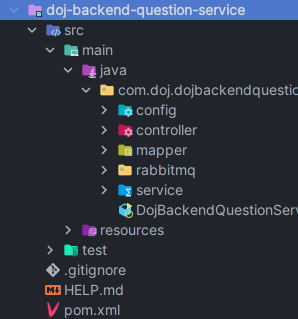 doj-backend-question-service
src
main
java
com.doj.dojbackendquestio
config
controller
mapper
rabbitmq
service
DojBackendQuestionServ
resources
test
.gitignore
HELP.md
pom.xml